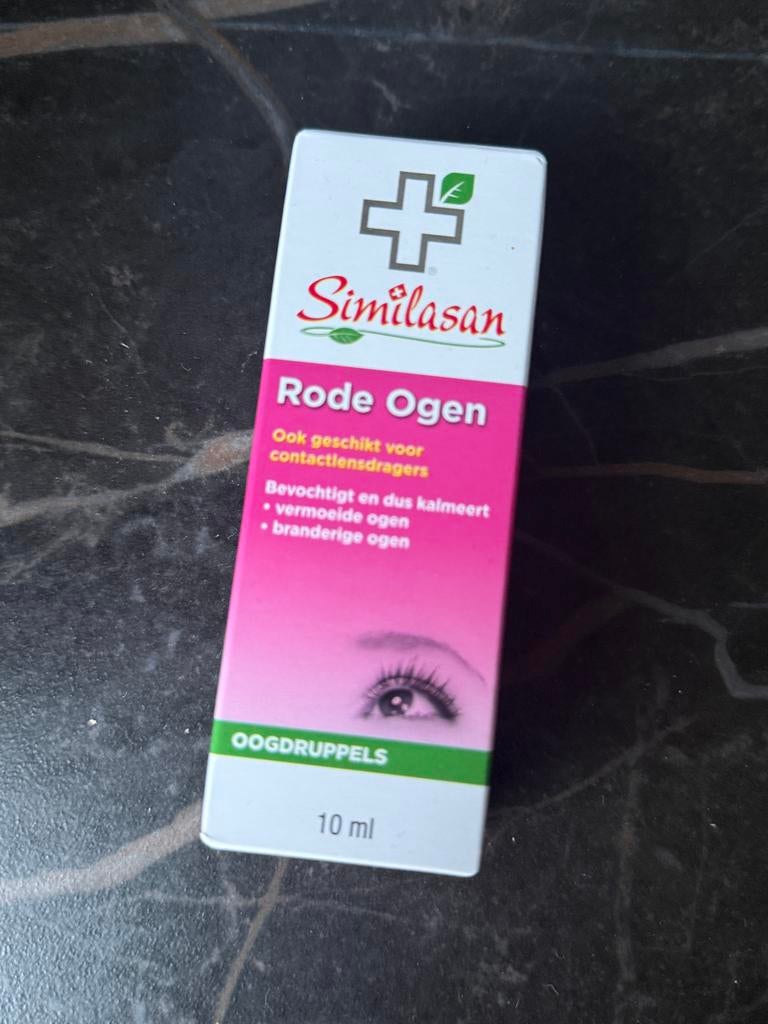 Similasan
Rode Ogen
Ook geschikt voor
contactlensdragers
Bevochtigt en dus kalmeert
• vermoeide ogen
• branderige ogen
OOGDRUPPELS
10 ml